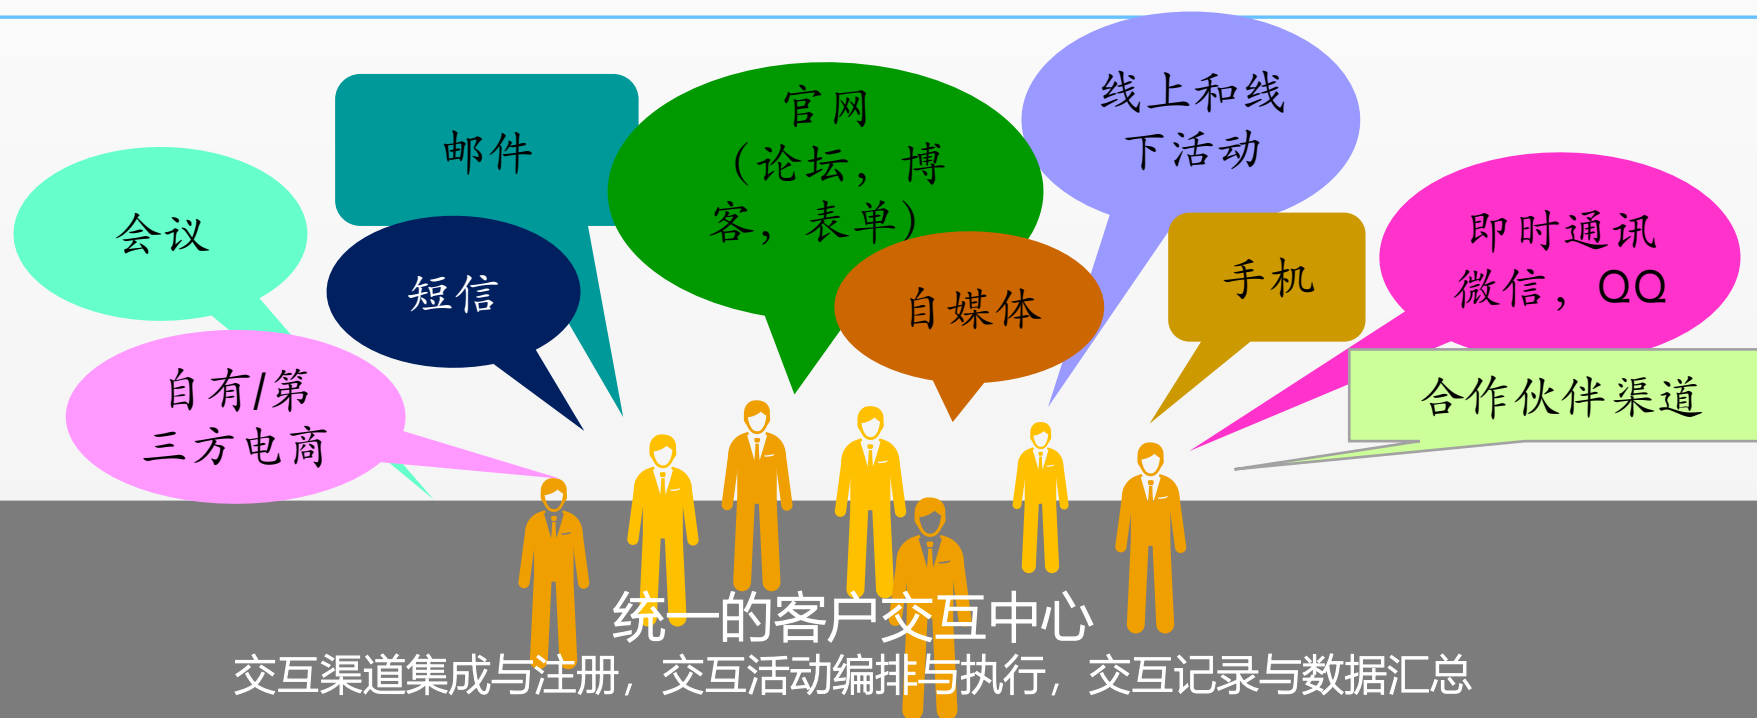 线上和线
下活动
官网
（论坛，博
客，表单）
邮件
会议
短信
自媒体
手机
即时通讯
微信，QQ
自有/第
三方电商
合作伙伴渠道
统一的客户交互中心
交互渠道集成与注册，交互活动编排与执行，交互记录与数据汇总